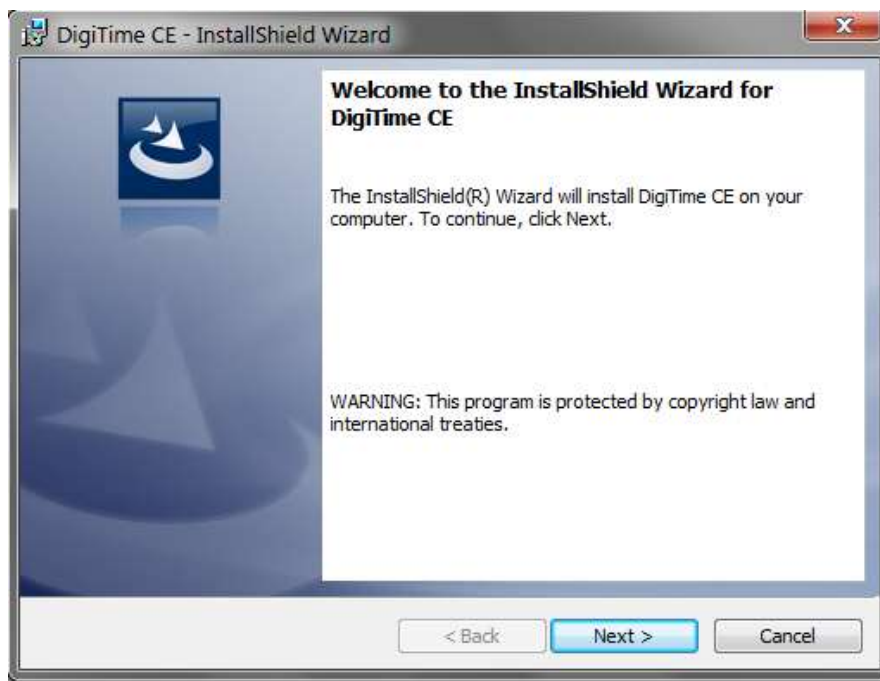 DigiTime CE - InstallShield Wizard
Welcome to the InstallShield Wizard for
DigiTime CE
The InstallShield(R) Wizard will install DigiTime CE on your
computer. To continue, click Next.
WARNING: This program is protected by copyright law and
international treaties.
< Back
Next >
Cancel